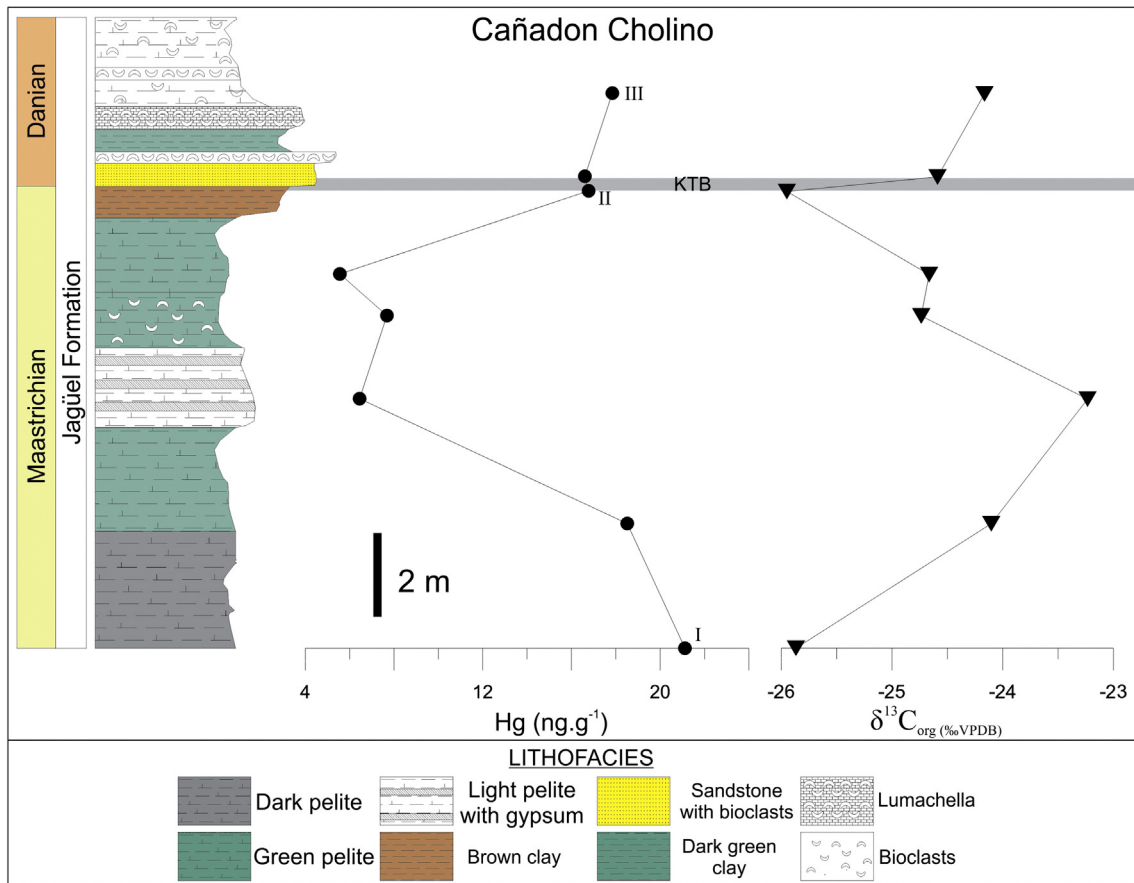 Cañadon Cholino
Danian
Maastrichian
Jagüel Formation
III
KTB
II
2 m
I
4 12 20
-26 -25 -24 -23
Hg (ng.g-1)
δ13Corg (‰VPDB)
LITHOFACIES
Dark pelite
Light pelite
with gypsum
Sandstone
with bioclasts
Lumachella
Green pelite
Brown clay
Dark green
clay
Bioclasts